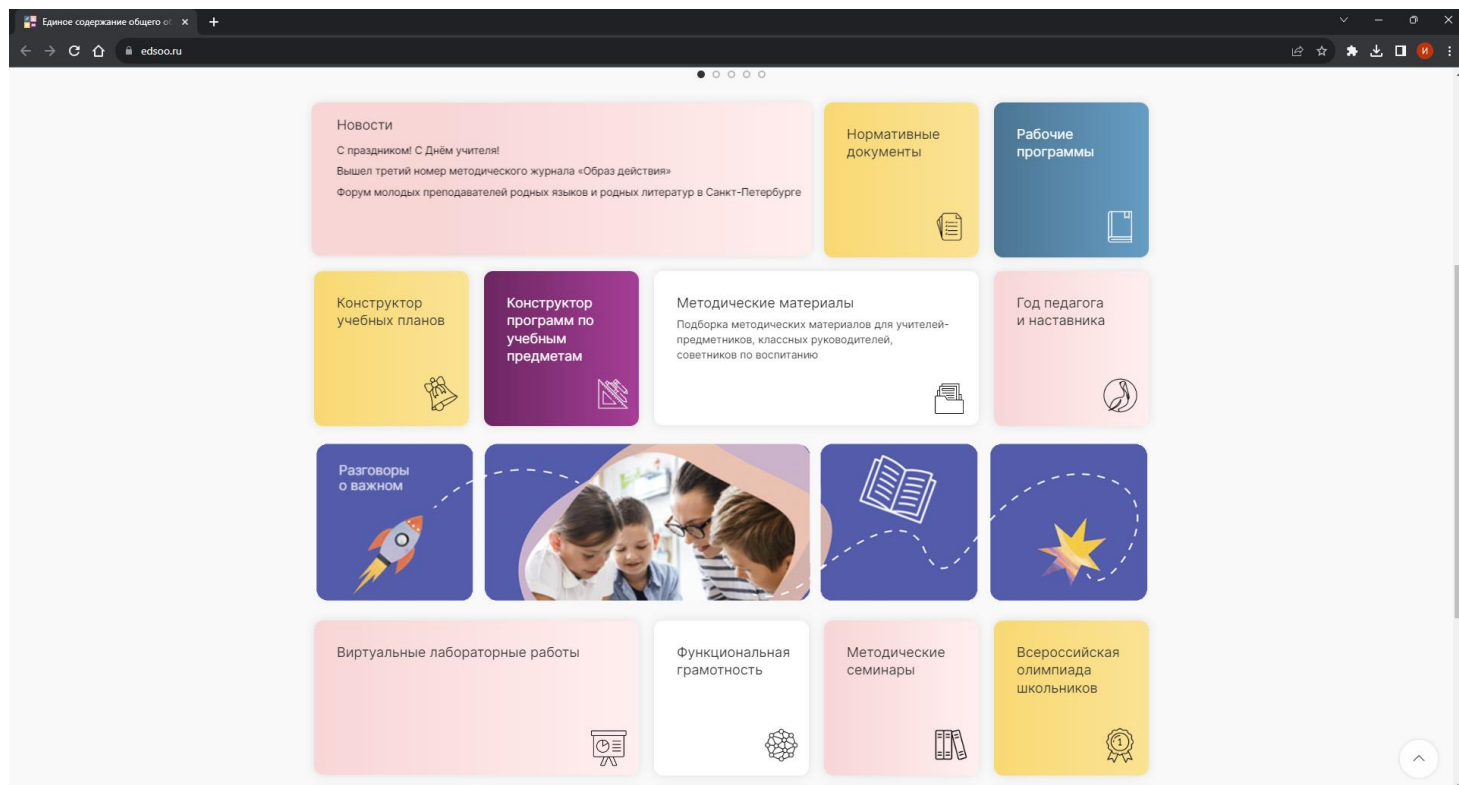 Единое содержание общего об
edsoo.ru
И
Новости
С праздником! С Днём учителя!
Вышел третий номер методического журнала «Образ действия»
Форум молодых преподавателей родных языков и родных литератур в Санкт-Петербурге
Нормативные
документы
Рабочие
программы
Конструктор
учебных планов
Конструктор
программ по
учебным
предметам
Методические материалы
Подборка методических материалов для учителей-
предметников, классных руководителей,
советников по воспитанию
Год педагога
и наставника
Разговоры
о важном
Виртуальные лабораторные работы
Функциональная
грамотность
Методические
семинары
Всероссийская
олимпиада
школьников
1